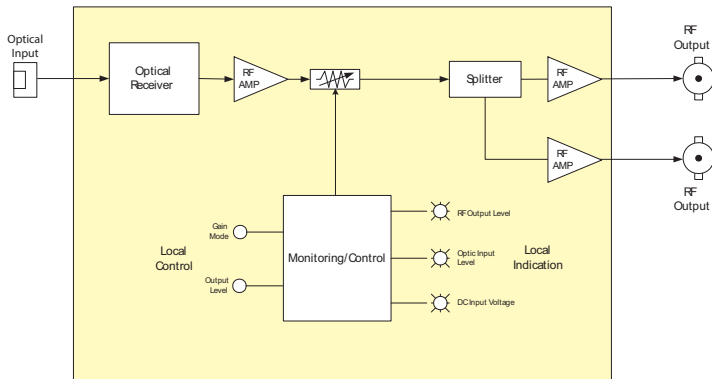 Optical
Input
Optical
Receiver
RF
AMP
Splitter
RF
AMP
RF
Output
RF
AMP
RF
Output
Gain
Mode
Local
Control
Output
Level
Monitoring/Control
RF Output Level
Optic Input
Level
Local
Indication
DC Input Voltage